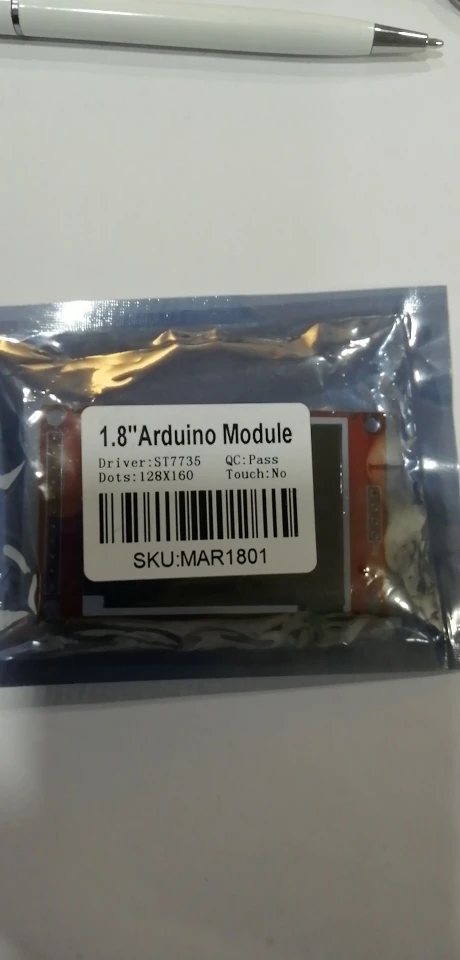 1.8"Arduino Module
Driver:ST7735 QC:Pass
Dots:128X160 Touch:No
SKU:MAR1801